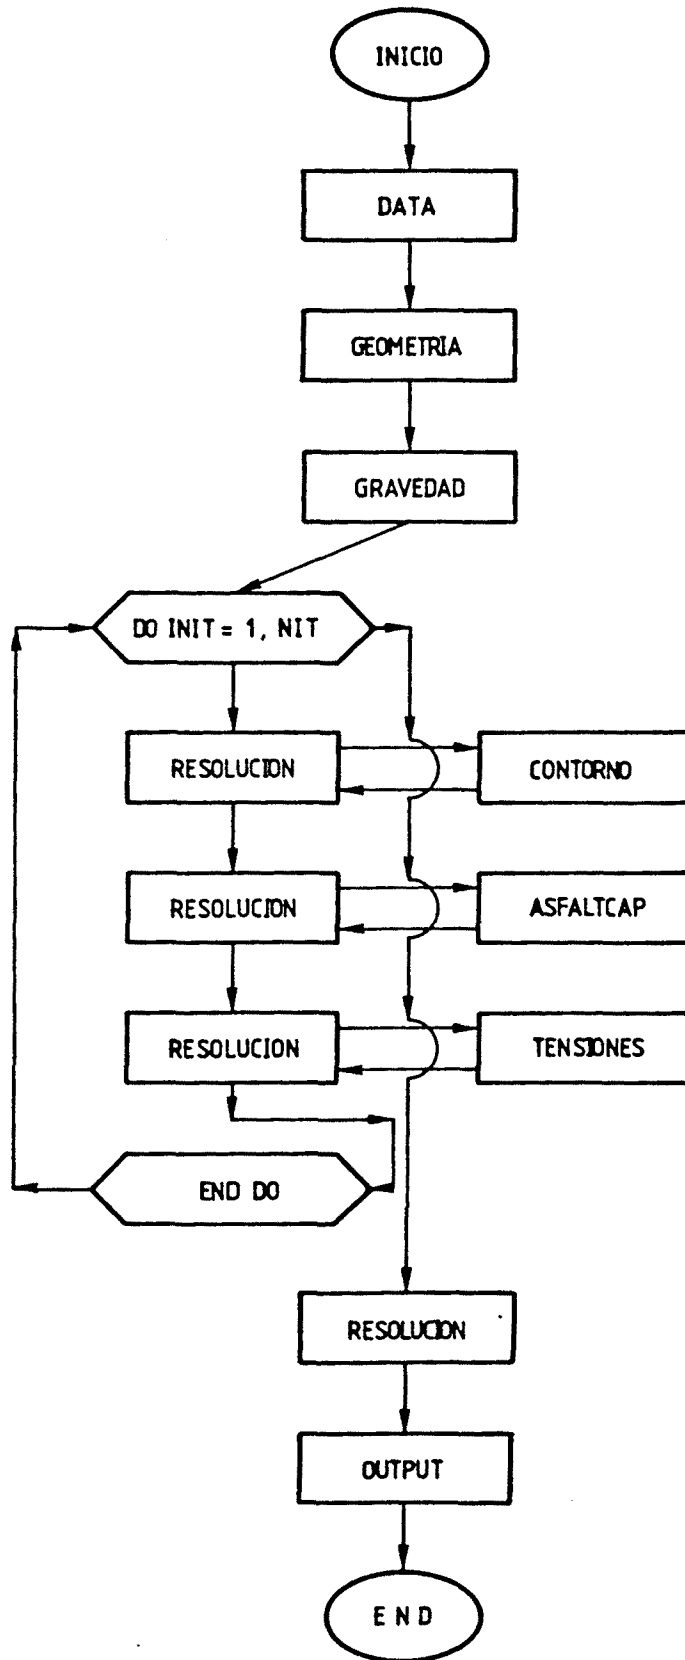 INICIO
DATA
GEOMETRIA
GRAVEDAD
DO INIT = 1, NIT
RESOLUCION
CONTORNO
RESOLUCION
ASFALTCAP
RESOLUCION
TENSIONES
END DO
RESOLUCION
OUTPUT
END